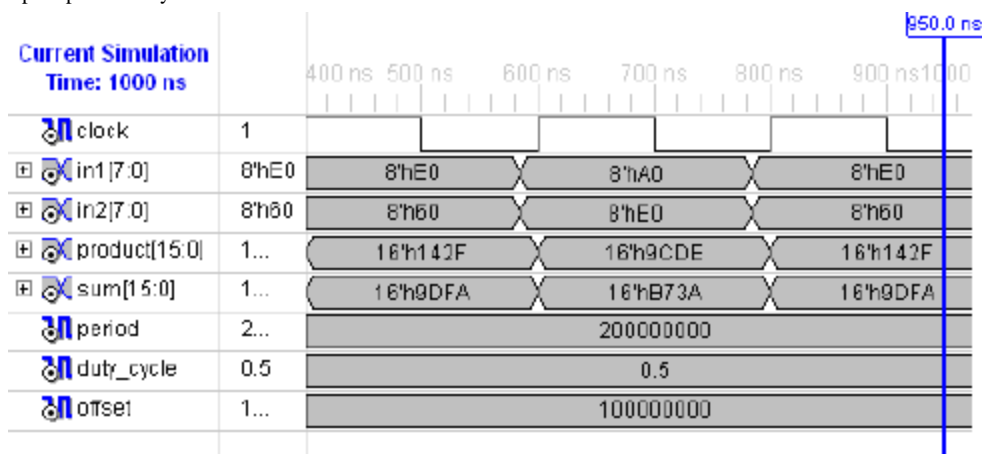 950.0 ns
Current Simulation
Time: 1000 ns
400 ns 500 ns 600 ns 700 ns 800 ns 900 ns 1000
clock 1
in1[7:0] 8'hE0 8'hE0 8'hA0 8'hE0
in2[7:0] 8'h60 8'h60 8'hE0 8'h60
product[15:0] 1... 16'h142F 16'h9CDE 16'h142F
sum[15:0] 1... 16'h9DFA 16'hB73A 16'h9DFA
period 2... 200000000
duty_cycle 0.5 0.5
offset 1... 100000000